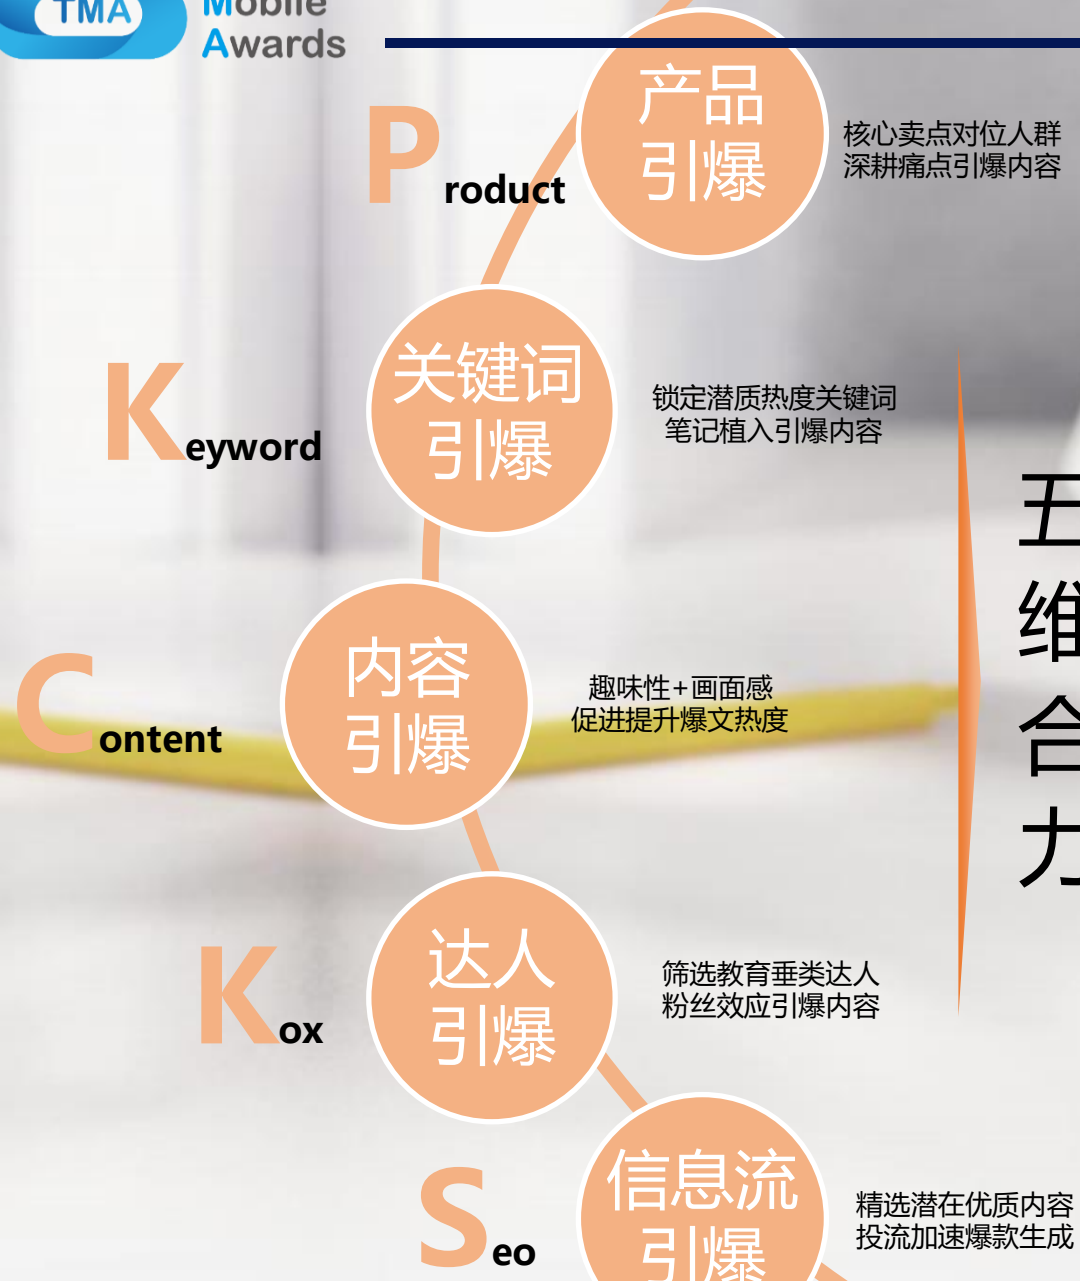 TMA
Mobile
Awards
Product
产品
引爆
核心卖点对位人群
深耕痛点引爆内容
Keyword
关键词
引爆
锁定潜质热度关键词
笔记植入引爆内容
Content
内容
引爆
趣味性+画面感
促进提升爆文热度
Kox
达人
引爆
筛选教育垂类达人
粉丝效应引爆内容
Seo
信息流
引爆
精选潜在优质内容
投流加速爆款生成
五
维
合
力